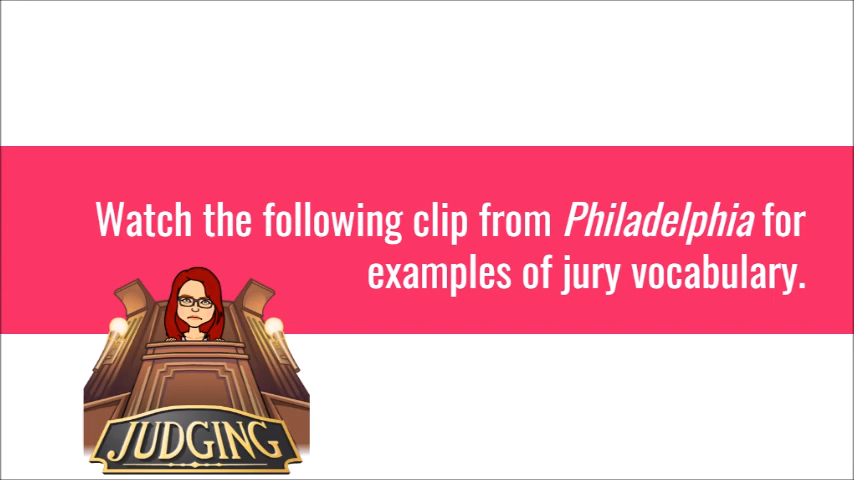 Watch the following clip from Philadelphia for
examples of jury vocabulary.
JUDGING